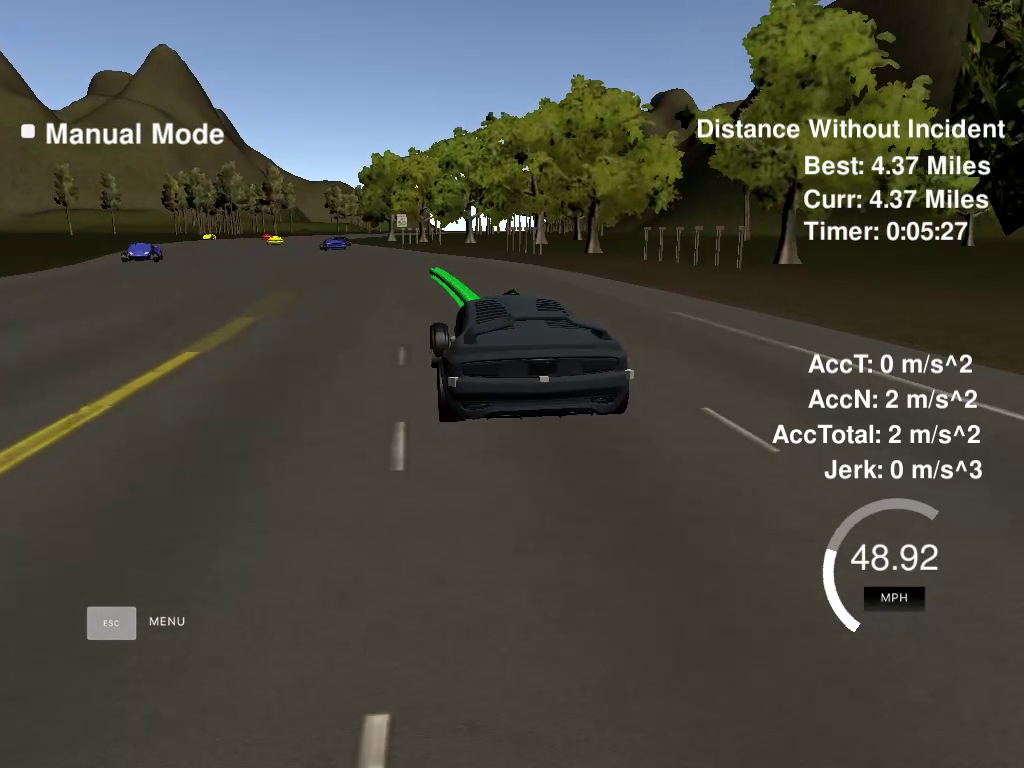 Manual Mode
Distance Without Incident
Best: 4.37 Miles
Curr: 4.37 Miles
Timer: 0:05:27
AccT: 0 m/s^2
AccN: 2 m/s^2
AccTotal: 2 m/s^2
Jerk: 0 m/s^3
48.92
MPH
ESC MENU